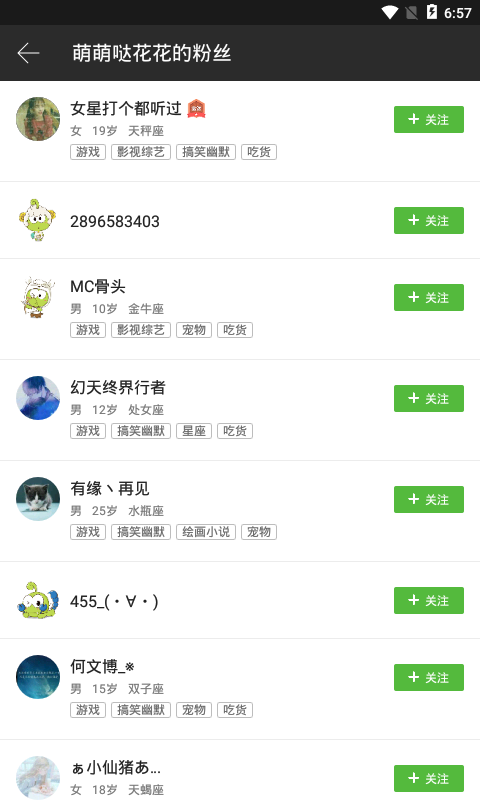 6:57
萌萌哒花花的粉丝
女星打个都听过
+ 关注
女 19岁 天秤座
游戏 影视综艺 搞笑幽默 吃货
2896583403
+ 关注
MC骨头
+ 关注
男 10岁 金牛座
游戏 影视综艺 宠物 吃货
幻天终界行者
+ 关注
男 12岁 处女座
游戏 搞笑幽默 星座 吃货
有缘丶再见
+ 关注
男 25岁 水瓶座
游戏 搞笑幽默 绘画小说 宠物
455_(・∀・)
+ 关注
何文博_※
+ 关注
男 15岁 双子座
游戏 搞笑幽默 宠物 吃货
ぁ小仙猪あ...
+ 关注
女 18岁 天蝎座